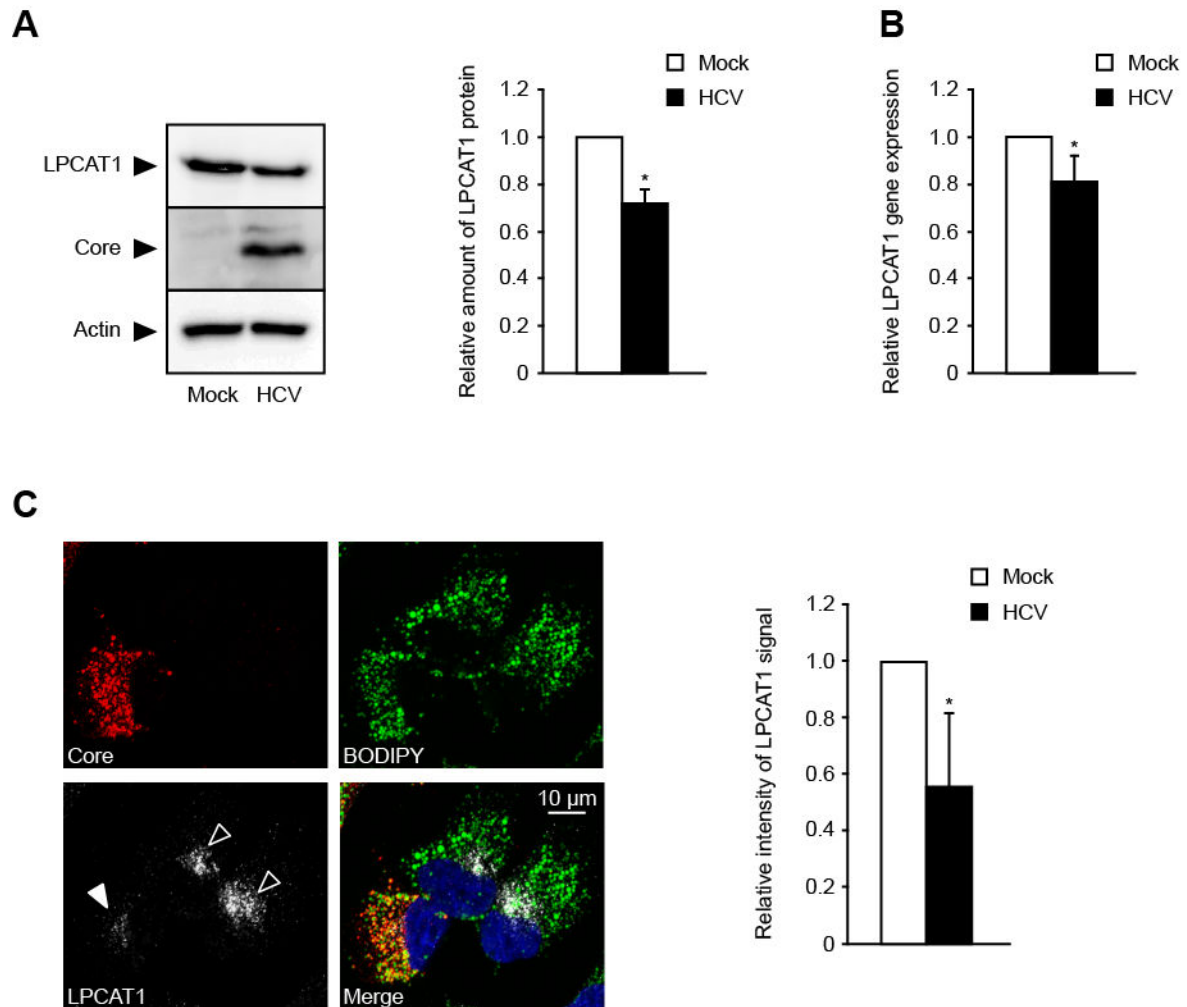 A
LPCAT1
Core
Actin
Mock HCV
Relative amount of LPCAT1 protein
Mock
HCV
1.2
1.0
0.8
0.6
0.4
0.2
0
*
B
Relative LPCAT1 gene expression
Mock
HCV
1.2
1.0
0.8
0.6
0.4
0.2
0
*
C
Core
BODIPY
LPCAT1
10 µm
Merge
Relative intensity of LPCAT1 signal
Mock
HCV
1.2
1.0
0.8
0.6
0.4
0.2
0
*